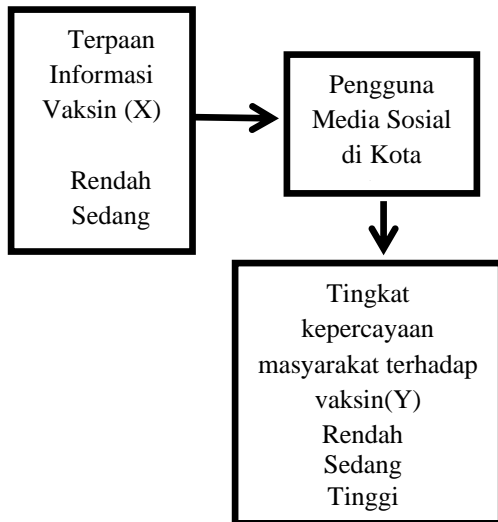 Terpaan
Informasi
Vaksin (X)
Rendah
Sedang
Pengguna
Media Sosial
di Kota
Tingkat
kepercayaan
masyarakat terhadap
vaksin(Y)
Rendah
Sedang
Tinggi